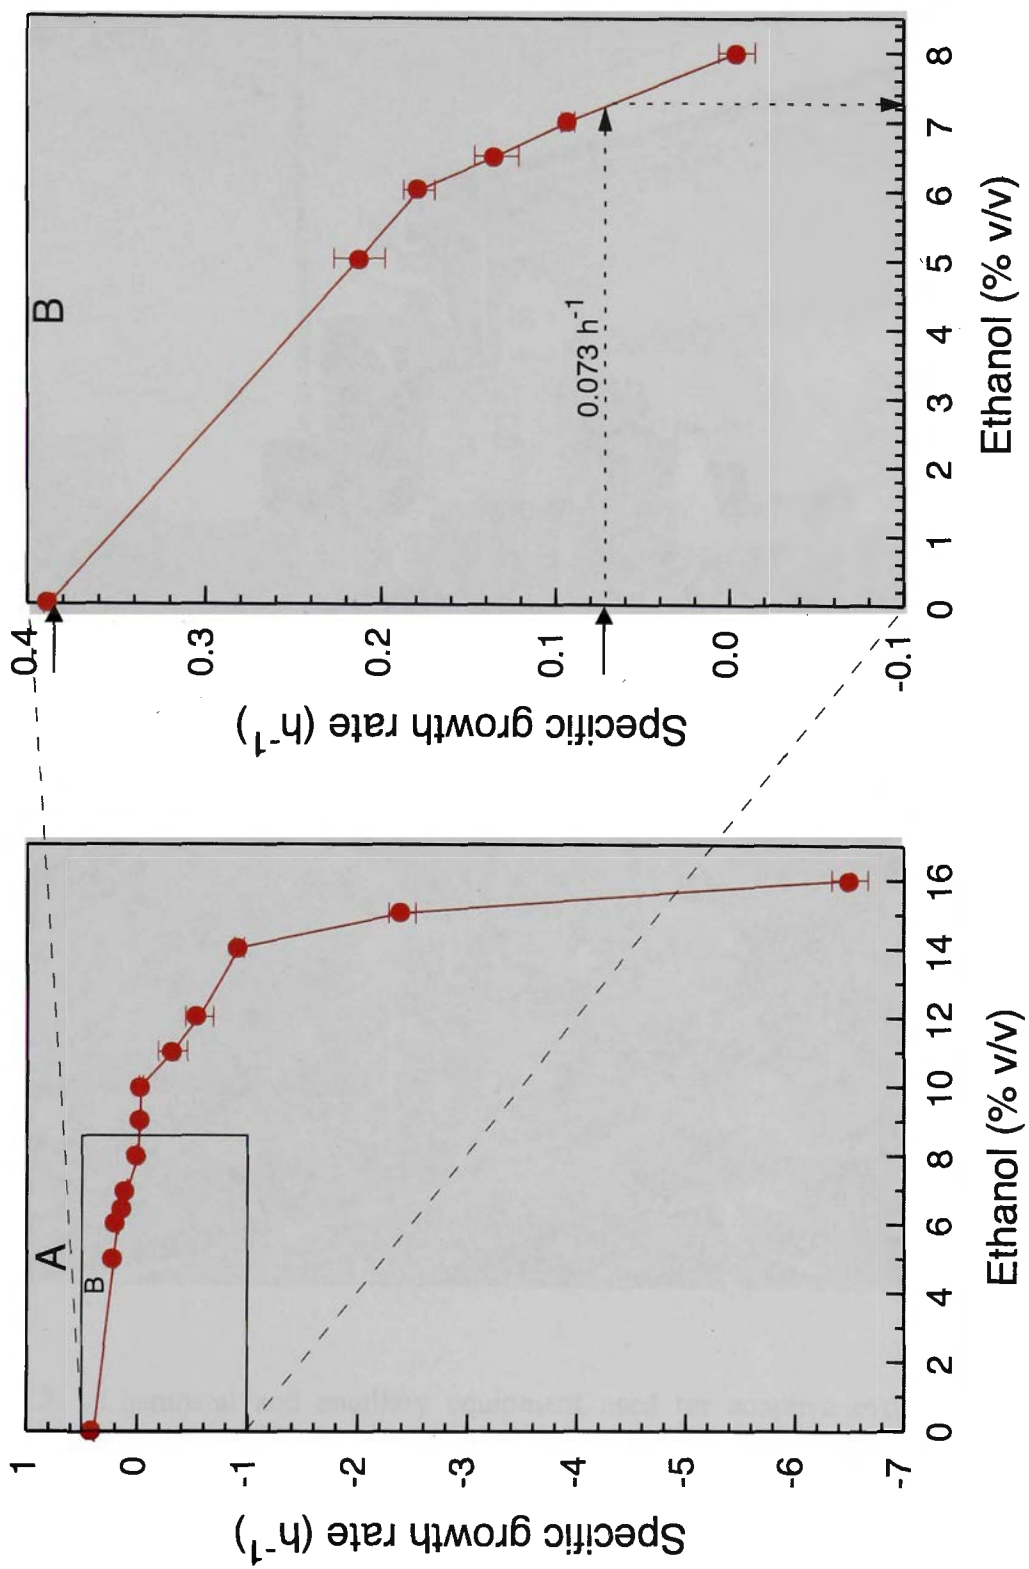 A
B
Specific growth rate (h⁻¹)
1
0
-1
-2
-3
-4
-5
-6
-7
0 2 4 6 8 10 12 14 16
Ethanol (% v/v)
B
0.073 h⁻¹
Specific growth rate (h⁻¹)
0.4
0.3
0.2
0.1
0.0
-0.1
0 1 2 3 4 5 6 7 8
Ethanol (% v/v)